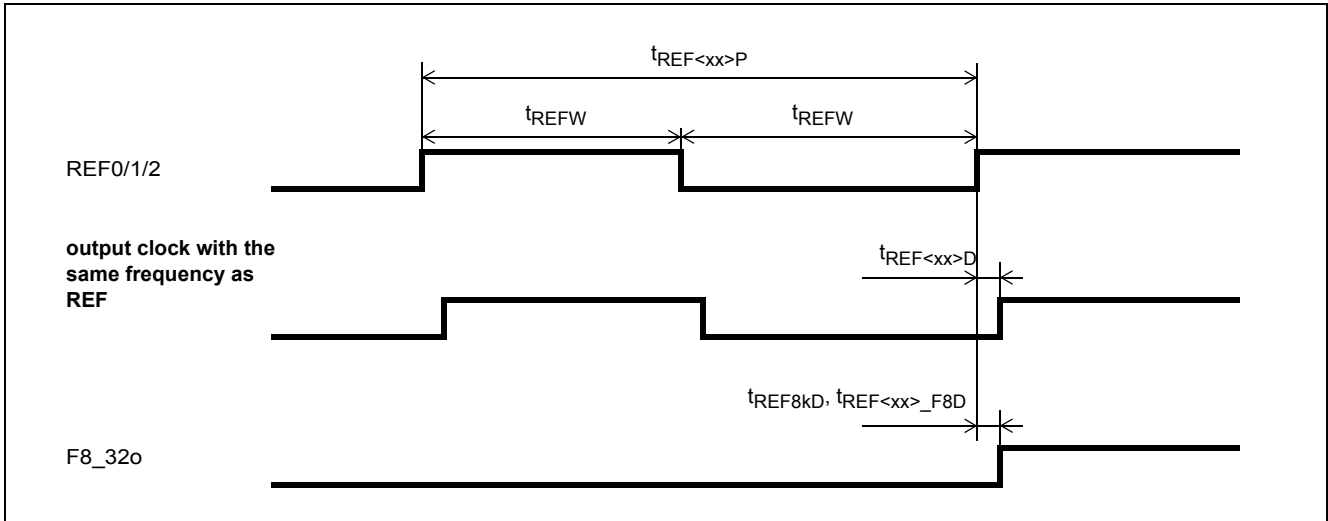 tREF<xx>P
tREFW tREFW
REF0/1/2
output clock with the
same frequency as
REF
tREF<xx>D
tREF8kD, tREF<xx>_F8D
F8_32o